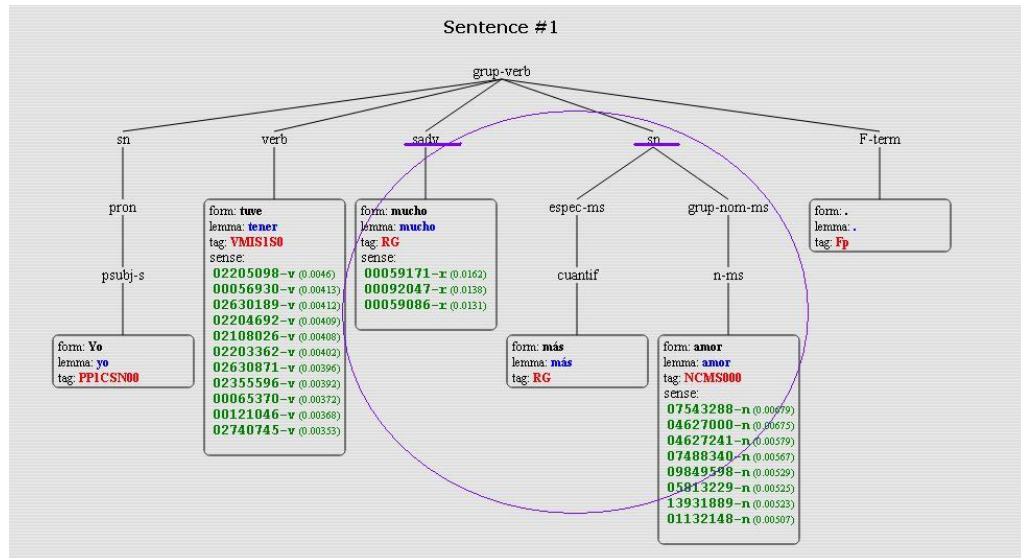 Sentence #1
grup-verb
sn verb sadv sn F-term
pron
psubj-s
form: Yo
lemma: yo
tag: PP1CSN00
form: tuve
lemma: tener
tag: VMIS1S0
sense:
02205098-v (0.0046)
00056930-v (0.00413)
02630189-v (0.00412)
02204692-v (0.00409)
02108026-v (0.00408)
02203362-v (0.00402)
02630871-v (0.00396)
02355596-v (0.00392)
00065370-v (0.00372)
00121046-v (0.00368)
02740745-v (0.00353)
form: mucho
lemma: mucho
tag: RG
sense:
00059171-r (0.0162)
00092047-r (0.0138)
00059086-r (0.0131)
espec-ms grup-nom-ms
cuantif n-ms
form: más
lemma: más
tag: RG
form: amor
lemma: amor
tag: NCMS000
sense:
07543288-n (0.00679)
04627000-n (0.00675)
04627241-n (0.00579)
07488340-n (0.00567)
09849598-n (0.00529)
05813229-n (0.00525)
13931889-n (0.00523)
01132148-n (0.00507)
form: .
lemma: .
tag: Fp